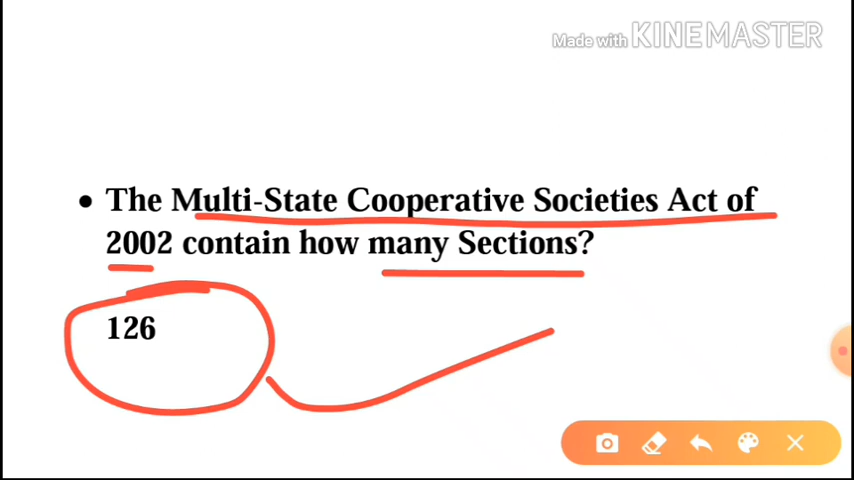 Made with KINEMASTER
• The Multi-State Cooperative Societies Act of
2002 contain how many Sections?
126